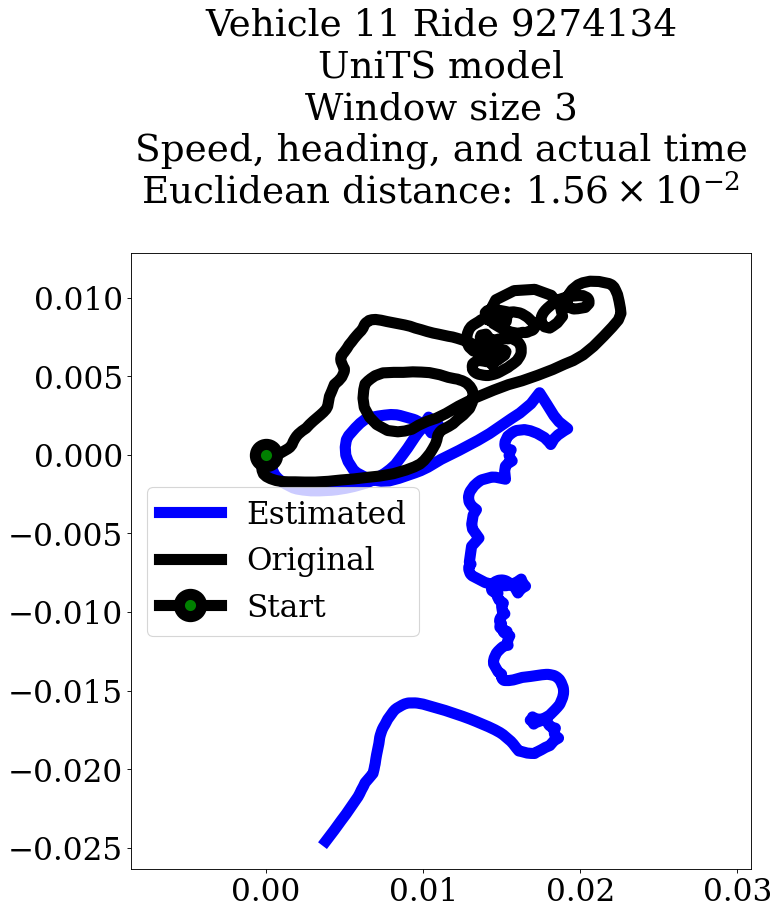 Vehicle 11 Ride 9274134
UniTS model
Window size 3
Speed, heading, and actual time
Euclidean distance: 1.56 × 10⁻²
0.010
0.005
0.000
−0.005
−0.010
−0.015
−0.020
−0.025
Estimated
Original
Start
0.00 0.01 0.02 0.03